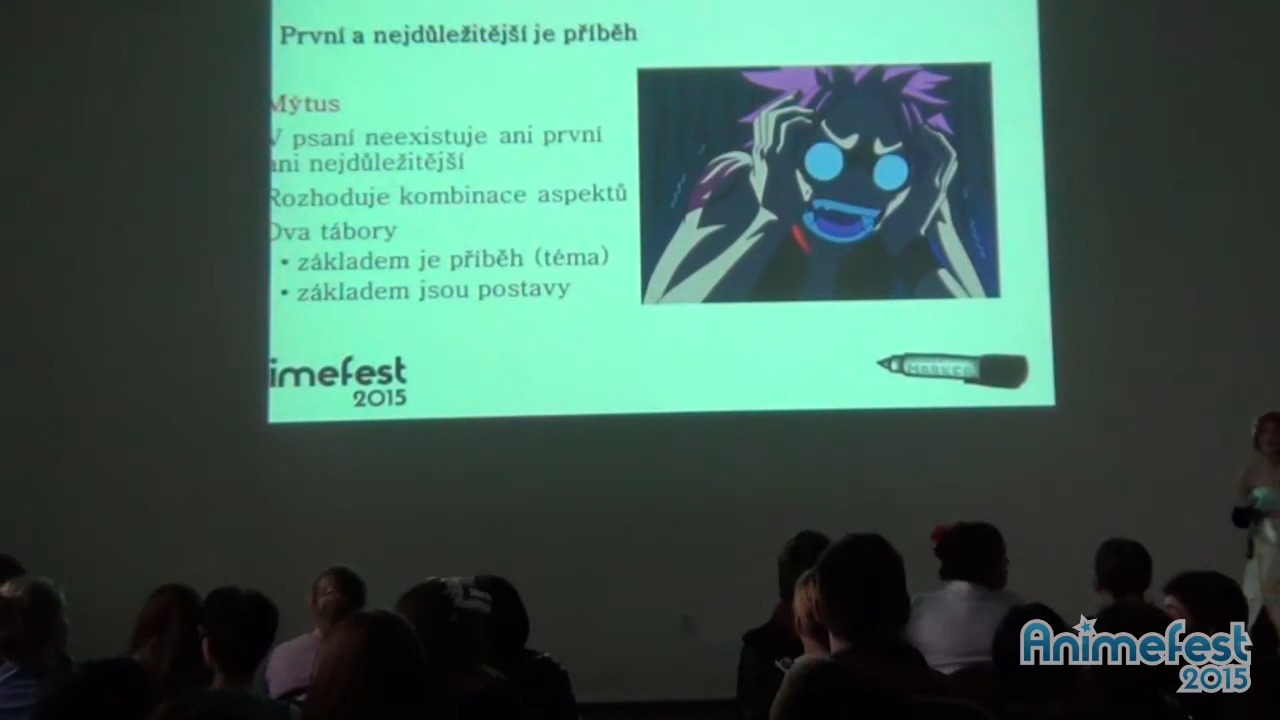 První a nejdůležitější je příběh
Mýtus
V psaní neexistuje ani první
ani nejdůležitější
Rozhoduje kombinace aspektů
Dva tábory
• základem je příběh (téma)
• základem jsou postavy
imefest
2015
MARKER
Animefest
2015